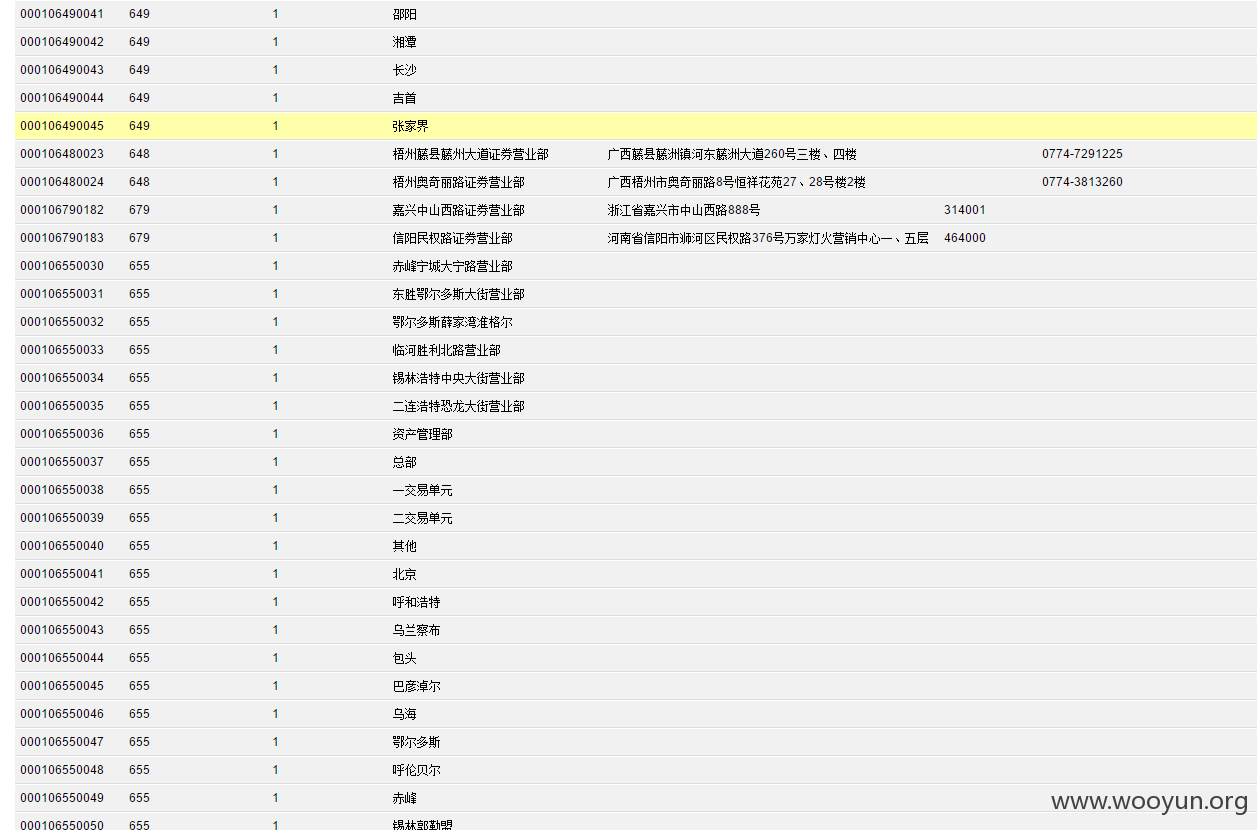 000106490041 649 1 邵阳
000106490042 649 1 湘潭
000106490043 649 1 长沙
000106490044 649 1 吉首
000106490045 649 1 张家界
000106480023 648 1 梧州藤县藤州大道证券营业部 广西藤县藤洲镇河东藤洲大道260号三楼、四楼 0774-7291225
000106480024 648 1 梧州奥奇丽路证券营业部 广西梧州市奥奇丽路8号恒祥花苑27、28号楼2楼 0774-3813260
000106790182 679 1 嘉兴中山西路证券营业部 浙江省嘉兴市中山西路888号 314001
000106790183 679 1 信阳民权路证券营业部 河南省信阳市浉河区民权路376号万家灯火营销中心一、五层 464000
000106550030 655 1 赤峰宁城大宁路营业部
000106550031 655 1 东胜鄂尔多斯大街营业部
000106550032 655 1 鄂尔多斯薛家湾准格尔
000106550033 655 1 临河胜利北路营业部
000106550034 655 1 锡林浩特中央大街营业部
000106550035 655 1 二连浩特恐龙大街营业部
000106550036 655 1 资产管理部
000106550037 655 1 总部
000106550038 655 1 一交易单元
000106550039 655 1 二交易单元
000106550040 655 1 其他
000106550041 655 1 北京
000106550042 655 1 呼和浩特
000106550043 655 1 乌兰察布
000106550044 655 1 包头
000106550045 655 1 巴彦淖尔
000106550046 655 1 乌海
000106550047 655 1 鄂尔多斯
000106550048 655 1 呼伦贝尔
000106550049 655 1 赤峰
000106550050 655 1 锡林郭勒盟
www.wooyun.org